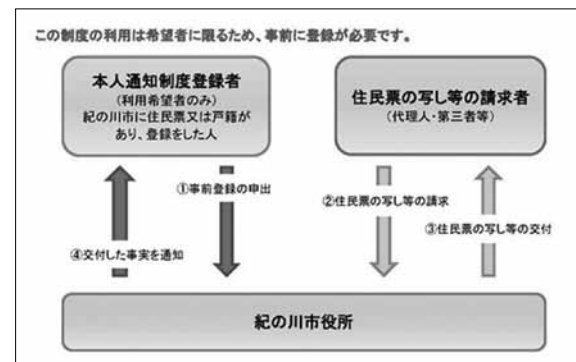 この制度の利用は希望者に限るため、事前に登録が必要です。
本人通知制度登録者
(利用希望者のみ)
紀の川市に住民票又は戸籍が
あり、登録をした人
住民票の写し等の請求者
(代理人・第三者等)
①事前登録の申出
②住民票の写し等の請求
③住民票の写し等の交付
④交付した事実を通知
紀の川市役所